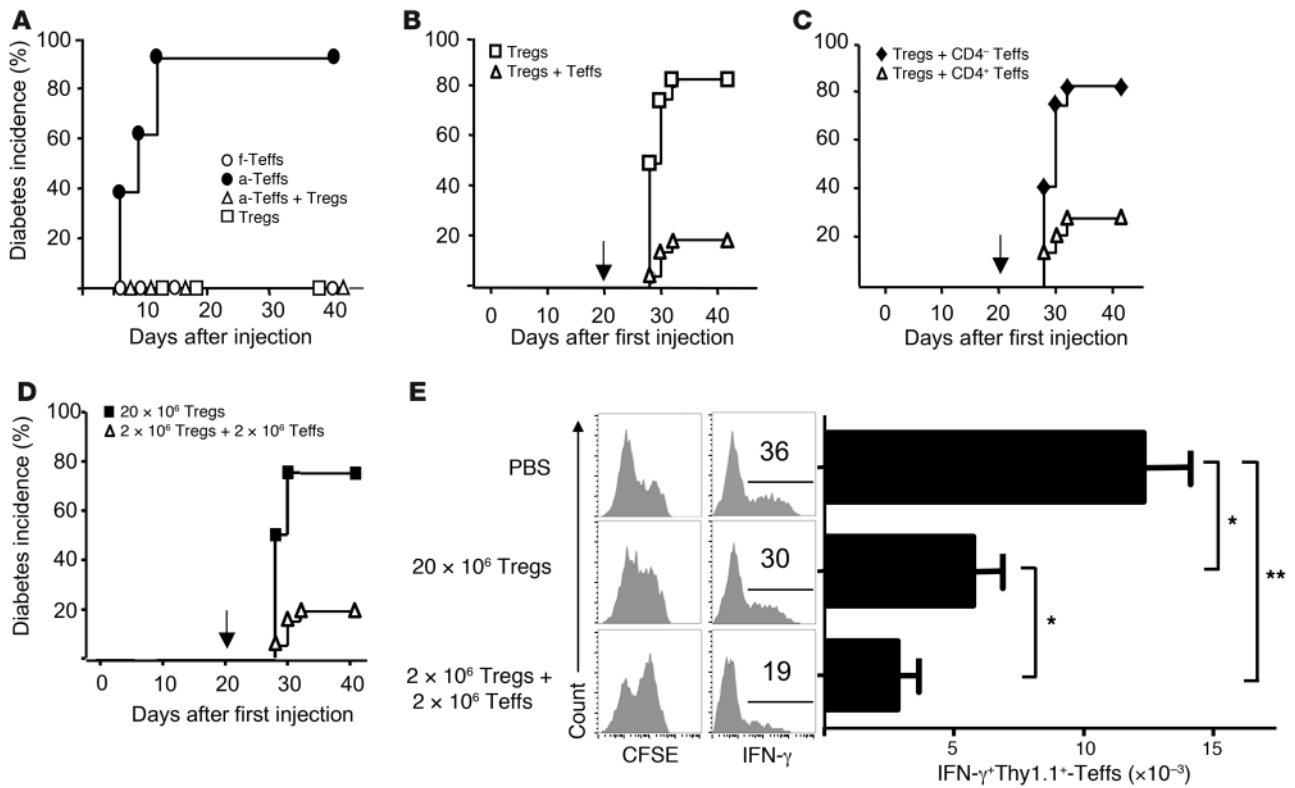 A
Diabetes incidence (%)
100
80
60
40
20
f-Teffs
a-Teffs
a-Teffs + Tregs
Tregs
10 20 30 40
Days after injection
B
100
80
60
40
20
Tregs
Tregs + Teffs
0 10 20 30 40
Days after first injection
C
100
80
60
40
20
Tregs + CD4⁻ Teffs
Tregs + CD4⁺ Teffs
0 10 20 30 40
Days after first injection
D
Diabetes incidence (%)
100
80
60
40
20
20 × 10⁶ Tregs
2 × 10⁶ Tregs + 2 × 10⁶ Teffs
0 10 20 30 40
Days after first injection
E
PBS
36
20 × 10⁶ Tregs
30
2 × 10⁶ Tregs +
2 × 10⁶ Teffs
19
Count
CFSE
IFN-γ
*
*
**
5 10 15
IFN-γ⁺Thy1.1⁺-Teffs (×10⁻³)